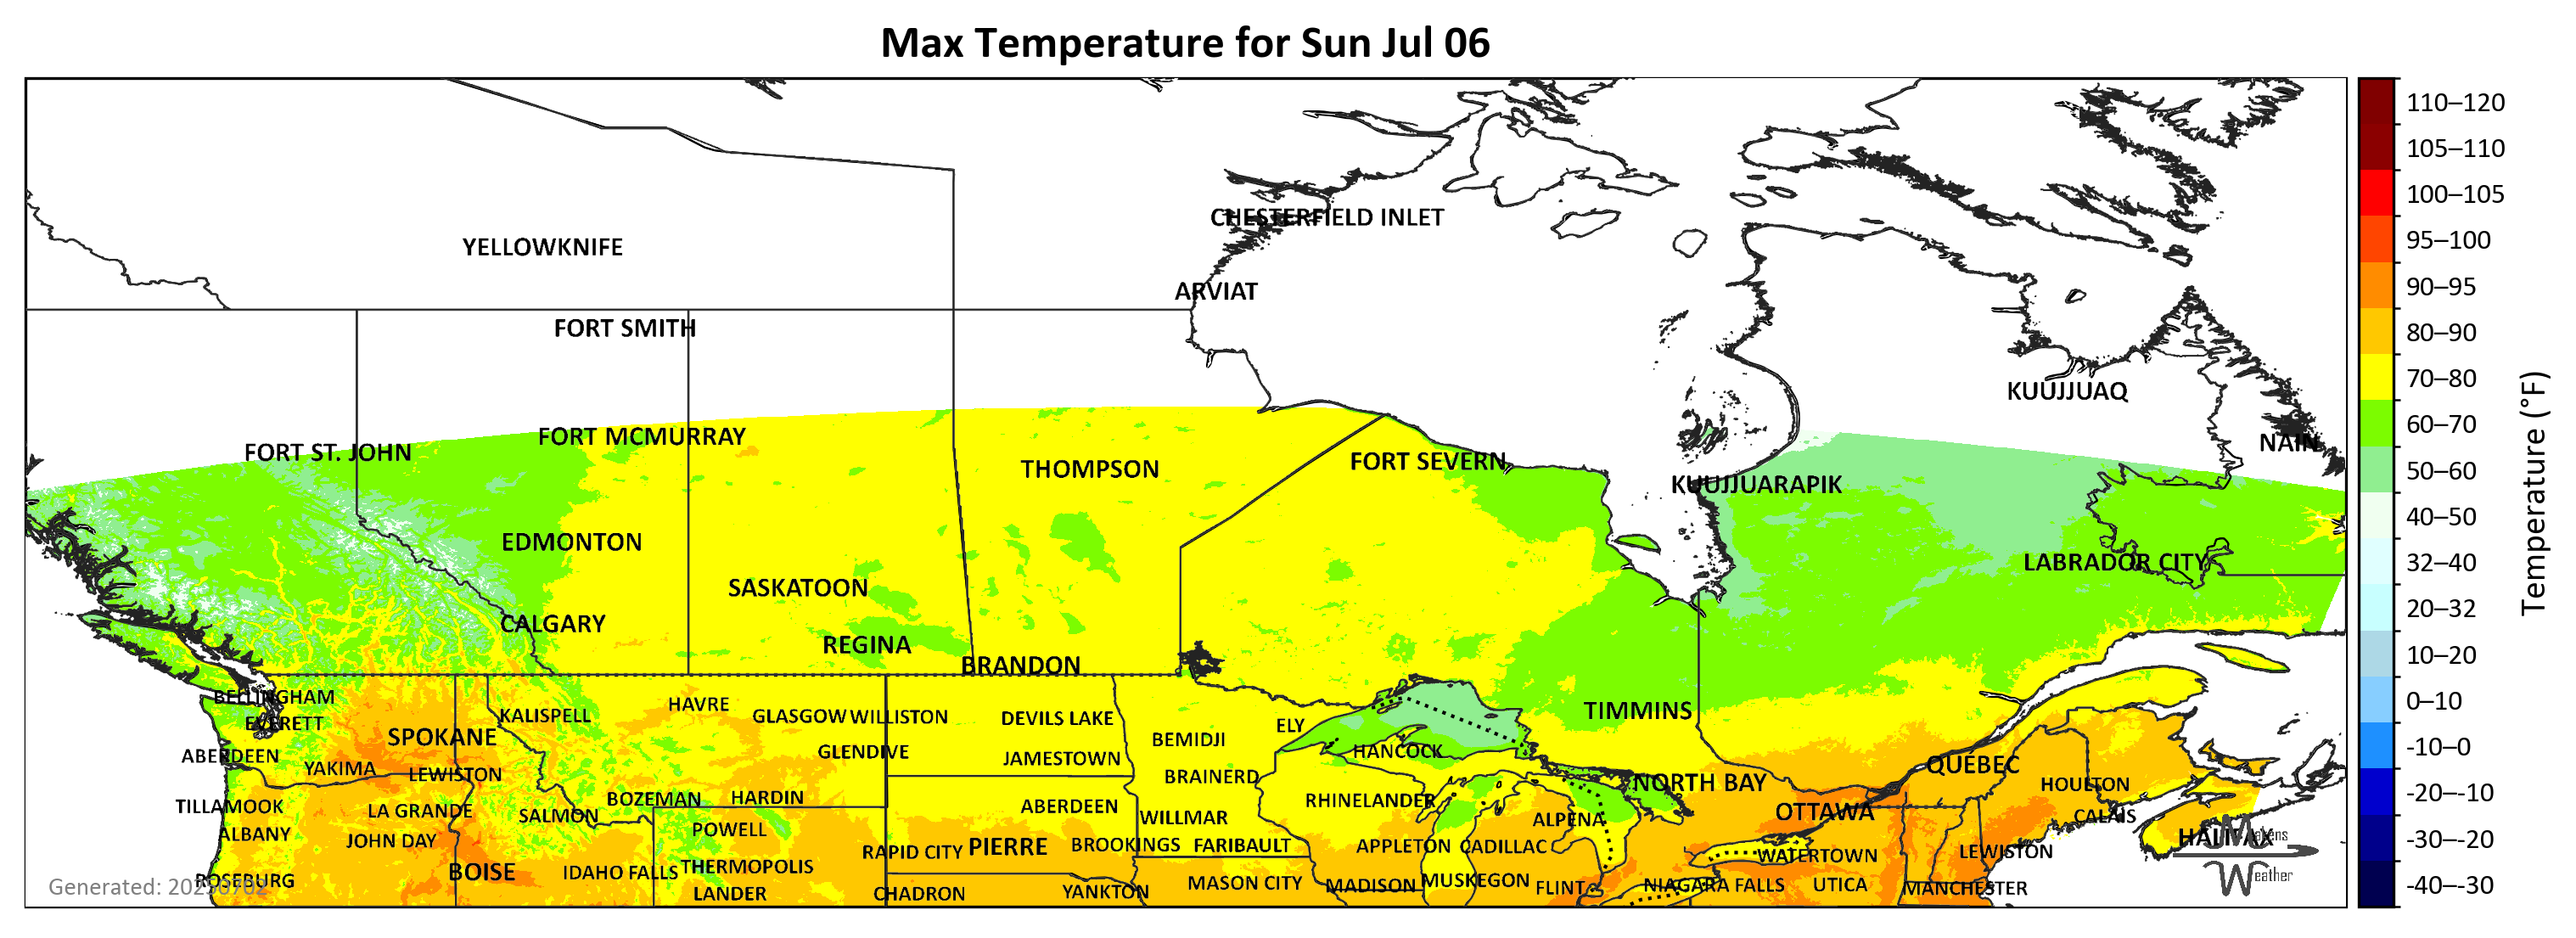 Max Temperature for Sun Jul 06
CHESTERFIELD INLET
YELLOWKNIFE
ARVIAT
FORT SMITH
KUUJJUAQ
FORT MCMURRAY
NAIN
FORT ST. JOHN
FORT SEVERN
THOMPSON
KUUJJUARAPIK
EDMONTON
LABRADOR CITY
SASKATOON
CALGARY
REGINA
BRANDON
BELLINGHAM
HAVRE
TIMMINS
KALISPELL
GLASGOW WILLISTON
DEVILS LAKE
EVERETT
ELY
SPOKANE
BEMIDJI
GLENDIVE
HANCOCK
ABERDEEN
JAMESTOWN
QUÉBEC
YAKIMA
LEWISTON
BRAINERD
NORTH BAY
HOULTON
BOZEMAN
HARDIN
RHINELANDER
TILLAMOOK
ABERDEEN
LA GRANDE
OTTAWA
SALMON
WILLMAR
CALAIS
ALPENA
ALBANY
POWELL
HALIFAX
JOHN DAY
PIERRE
BROOKINGS
FARIBAULT
APPLETON
CADILLAC
RAPID CITY
LEWISTON
WATERTOWN
THERMOPOLIS
BOISE
IDAHO FALLS
ROSEBURG
MUSKEGON
MASON CITY
MADISON
NIAGARA FALLS
UTICA
FLINT
MANCHESTER
YANKTON
LANDER
CHADRON
Generated: 20250702
Makens
Weather
110–120
105–110
100–105
95–100
90–95
80–90
70–80
60–70
50–60
40–50
32–40
20–32
10–20
0–10
-10–0
-20–-10
-30–-20
-40–-30
Temperature (°F)